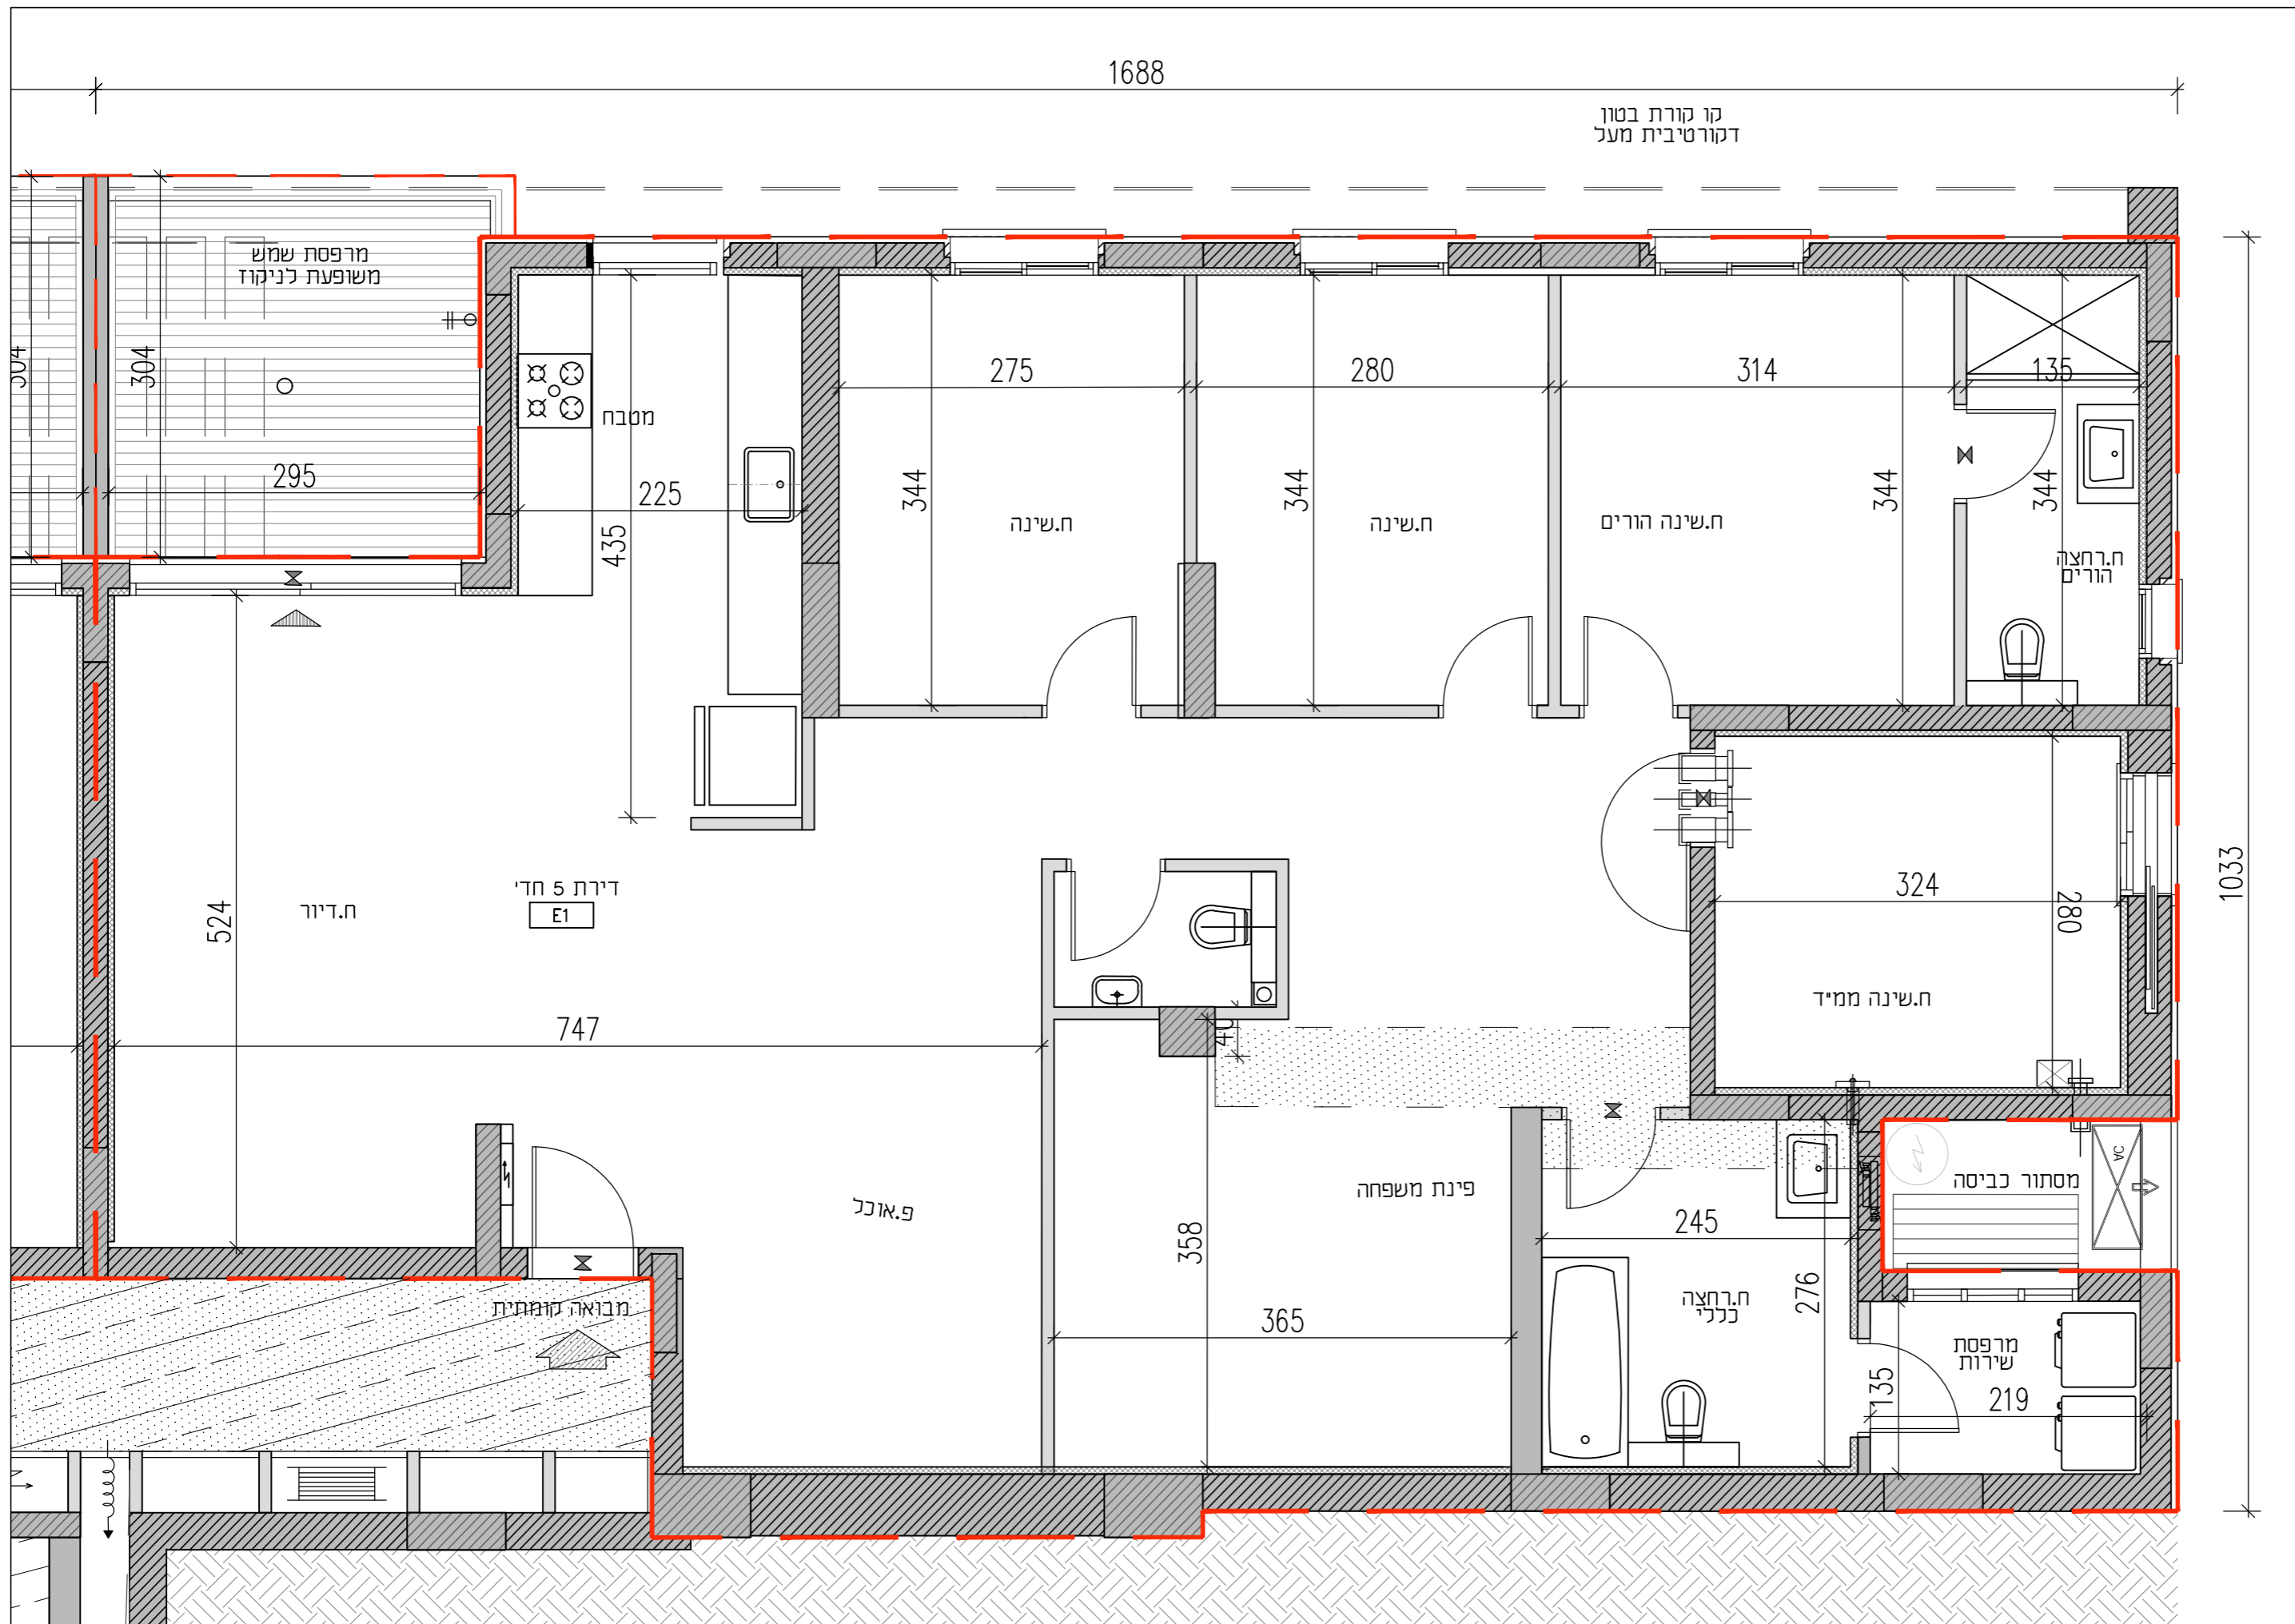 1688
קו קורת בטון
דקורטיבית מעל
מרפסת שמש
משופעת לניקוז
304
304
295
מטבח
225
435
275
344
ח.שינה
280
344
ח.שינה
314
344
ח.שינה הורים
135
344
ח.רחצה
הורים
1033
דירת 5 חד'
E1
ח.דיור
524
747
324
280
ח.שינה ממ"ד
40
פ.אוכל
פינת משפחה
358
365
245
276
ח.רחצה
כללי
מסתור כביסה
AC
מרפסת
שירות
135
219
מבואה קומתית